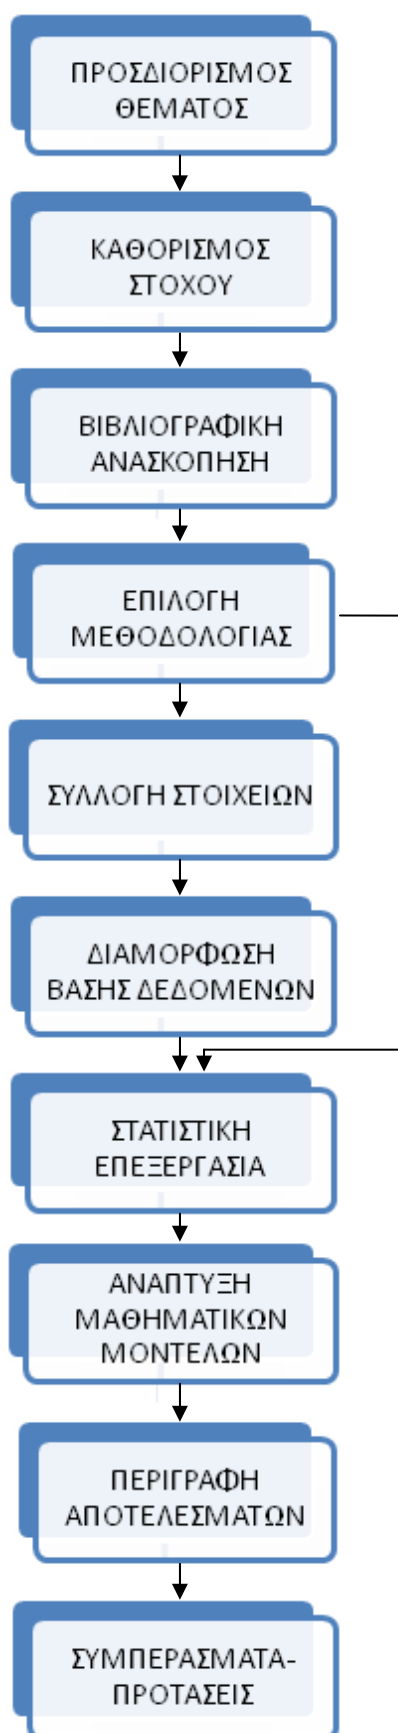 ΠΡΟΣΔΙΟΡΙΣΜΟΣ
ΘΕΜΑΤΟΣ
ΚΑΘΟΡΙΣΜΟΣ
ΣΤΟΧΟΥ
ΒΙΒΛΙΟΓΡΑΦΙΚΗ
ΑΝΑΣΚΟΠΗΣΗ
ΕΠΙΛΟΓΗ
ΜΕΘΟΔΟΛΟΓΙΑΣ
ΣΥΛΛΟΓΗ ΣΤΟΙΧΕΙΩΝ
ΔΙΑΜΟΡΦΩΣΗ
ΒΑΣΗΣ ΔΕΔΟΜΕΝΩΝ
ΣΤΑΤΙΣΤΙΚΗ
ΕΠΕΞΕΡΓΑΣΙΑ
ΑΝΑΠΤΥΞΗ
ΜΑΘΗΜΑΤΙΚΩΝ
ΜΟΝΤΕΛΩΝ
ΠΕΡΙΓΡΑΦΗ
ΑΠΟΤΕΛΕΣΜΑΤΩΝ
ΣΥΜΠΕΡΑΣΜΑΤΑ-
ΠΡΟΤΑΣΕΙΣ